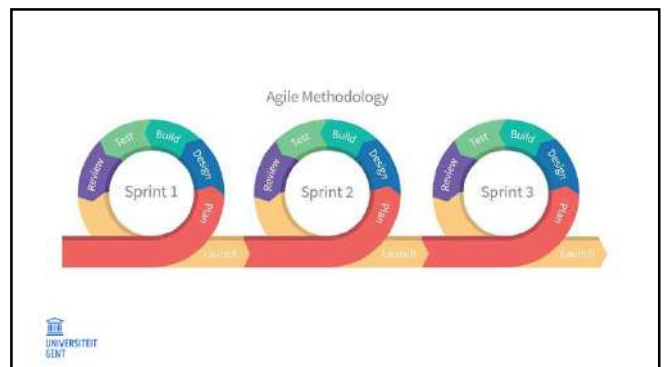 Agile Methodology
Sprint 1
Plan
Design
Build
Test
Review
Launch
Sprint 2
Plan
Design
Build
Test
Review
Launch
Sprint 3
Plan
Design
Build
Test
Review
Launch
UNIVERSITEIT
GENT